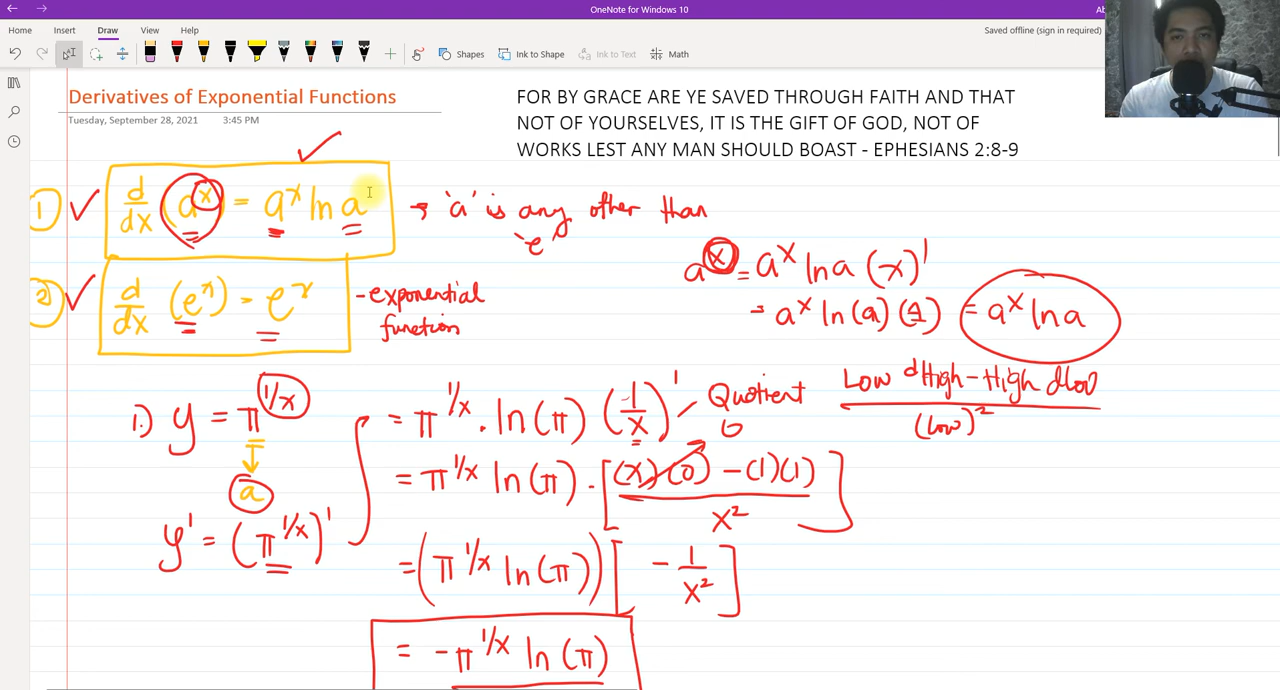 OneNote for Windows 10
Home Insert Draw View Help
Saved offline (sign in required)
Shapes Ink to Shape Ink to Text Math
Derivatives of Exponential Functions
Tuesday, September 28, 2021 3:45 PM
FOR BY GRACE ARE YE SAVED THROUGH FAITH AND THAT
NOT OF YOURSELVES, IT IS THE GIFT OF GOD, NOT OF
WORKS LEST ANY MAN SHOULD BOAST - EPHESIANS 2:8-9
1) d/dx (a^x) = a^x ln a → 'a' is any other than
'e'
a^x = a^x ln a (x)'
= a^x ln(a) (1) = a^x ln a
2) d/dx (e^x) = e^x - exponential
function
1.) y = π^(1/x)
a
y' = (π^(1/x))'
= π^(1/x) · ln(π) (1/x)' Quotient
Low dHigh - High dLow
(Low)^2
= π^(1/x) ln(π) · [(x)(0) - (1)(1) / x^2]
= (π^(1/x) ln(π)) [-1/x^2]
= -π^(1/x) ln(π)